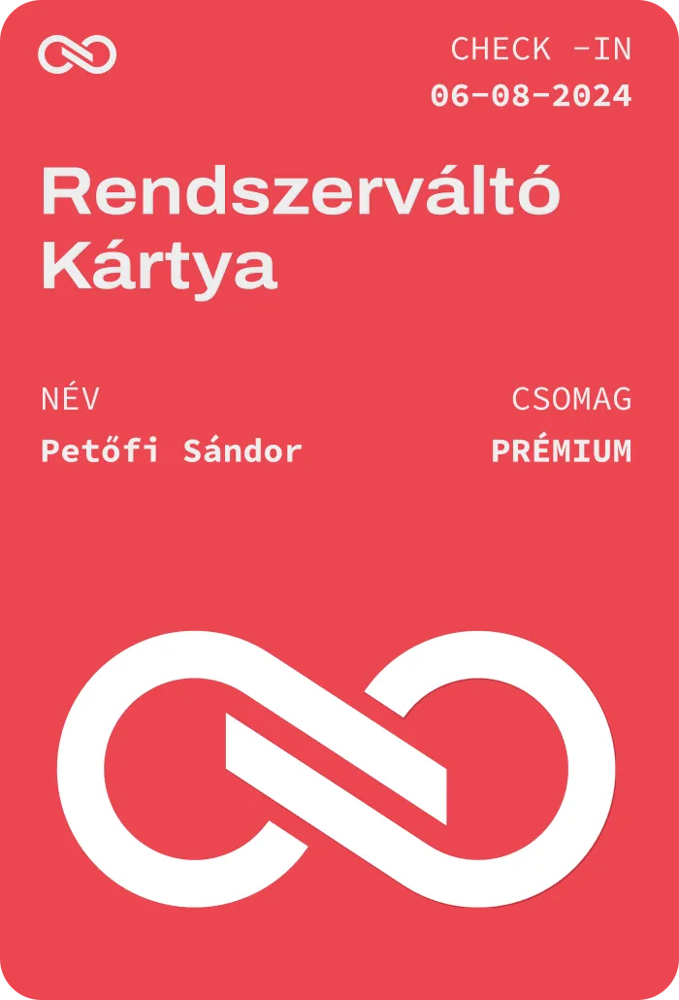 CHECK -IN
06-08-2024
Rendszerváltó
Kártya
NÉV
Petőfi Sándor
CSOMAG
PRÉMIUM